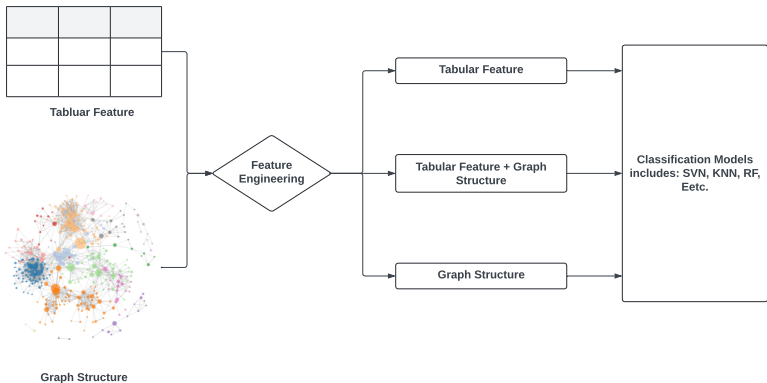 Tabluar Feature
Graph Structure
Feature
Engineering
Tabular Feature
Tabular Feature + Graph
Structure
Graph Structure
Classification Models
includes: SVN, KNN, RF,
Eetc.